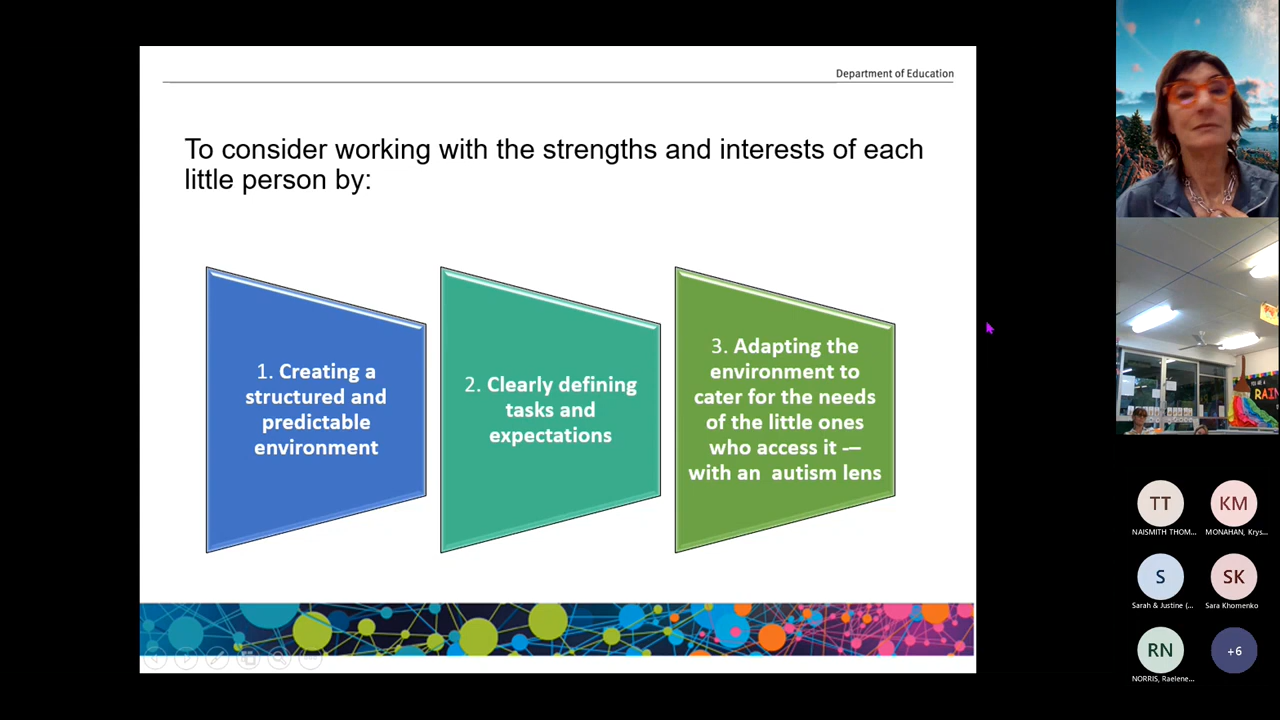 Department of Education
To consider working with the strengths and interests of each
little person by:
1. Creating a
structured and
predictable
environment
2. Clearly defining
tasks and
expectations
3. Adapting the
environment to
cater for the needs
of the little ones
who access it -–
with an  autism lens
RAIN
TT
KM
NAISMITH THOM...
MONAHAN, Krys...
S
SK
Sarah & Justine (...
Sara Khomenko
RN
+6
NORRIS, Raelene...